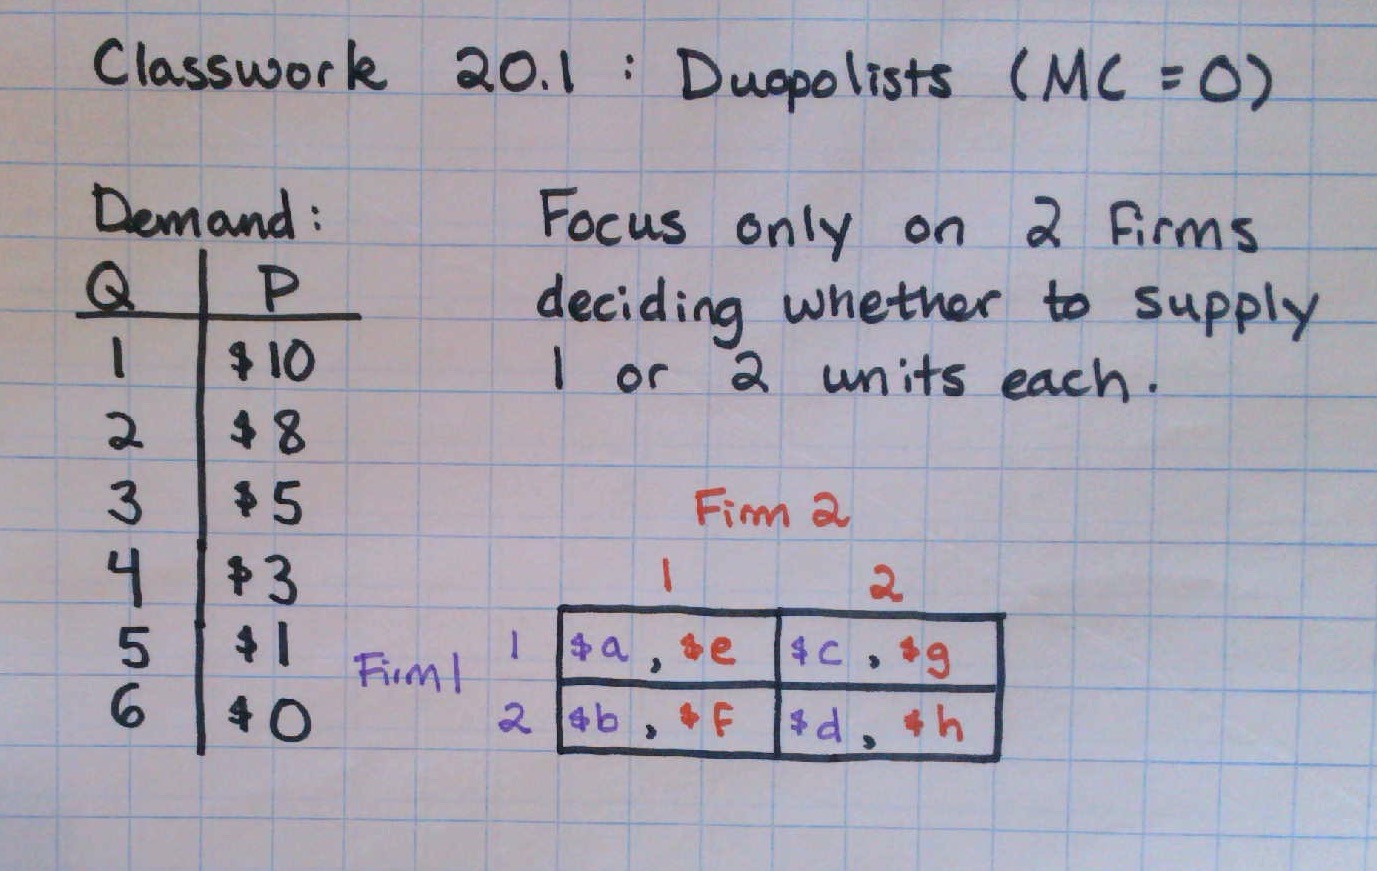 Classwork 20.1 : Duopolists (MC = 0)
Demand:
Q P
1 $10
2 $8
3 $5
4 $3
5 $1
6 $0
Focus only on 2 firms
deciding whether to supply
1 or 2 units each.
Firm 2
1 2
Firm 1
1 $a , $e $c , $g
2 $b , $f $d , $h